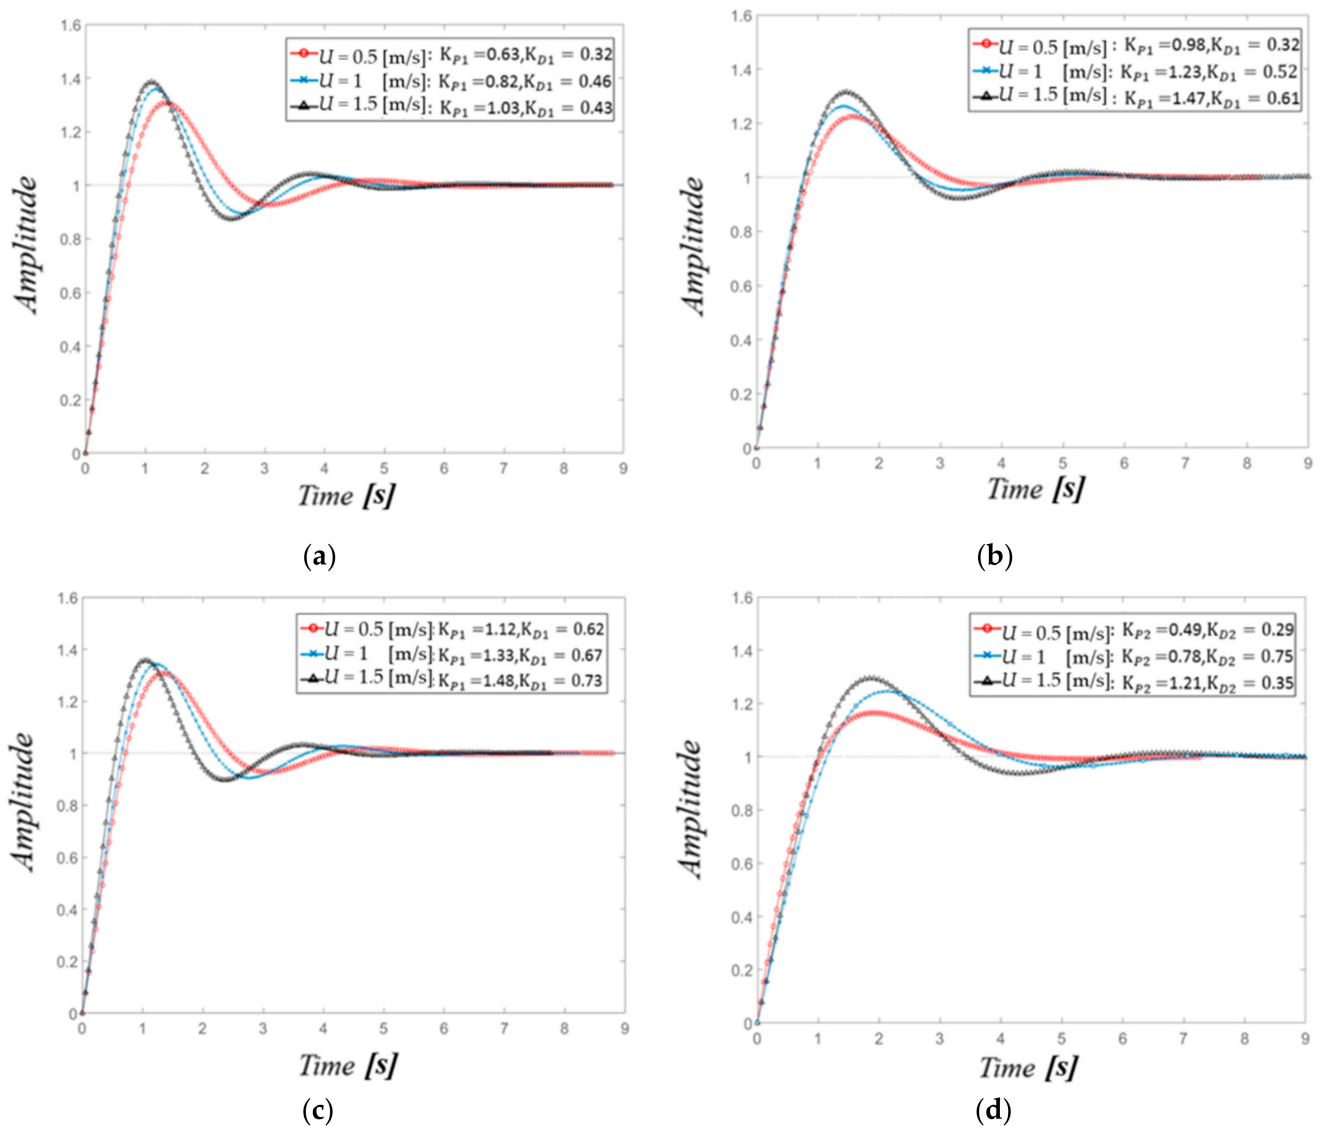 1.6
1.4
1.2
1
0.8
0.6
0.4
0.2
0
Amplitude
U = 0.5 [m/s]: K_P1 =0.63,K_D1 = 0.32
U = 1 [m/s]: K_P1 =0.82,K_D1 = 0.46
U = 1.5 [m/s]: K_P1 =1.03,K_D1 = 0.43
0 1 2 3 4 5 6 7 8 9
Time [s]
(a)
1.6
1.4
1.2
1
0.8
0.6
0.4
0.2
0
Amplitude
U = 0.5 [m/s] : K_P1 =0.98,K_D1 = 0.32
U = 1 [m/s] : K_P1 =1.23,K_D1 = 0.52
U = 1.5 [m/s] : K_P1 =1.47,K_D1 = 0.61
0 1 2 3 4 5 6 7 8 9
Time [s]
(b)
1.6
1.4
1.2
1
0.8
0.6
0.4
0.2
0
Amplitude
U = 0.5 [m/s]: K_P1 =1.12,K_D1 = 0.62
U = 1 [m/s]: K_P1 =1.33,K_D1 = 0.67
U = 1.5 [m/s]: K_P1 =1.48,K_D1 = 0.73
0 1 2 3 4 5 6 7 8 9
Time [s]
(c)
1.6
1.4
1.2
1
0.8
0.6
0.4
0.2
0
Amplitude
U = 0.5 [m/s]: K_P2 =0.49,K_D2 = 0.29
U = 1 [m/s]: K_P2 =0.78,K_D2 = 0.75
U = 1.5 [m/s]: K_P2 =1.21,K_D2 = 0.35
0 1 2 3 4 5 6 7 8 9
Time [s]
(d)